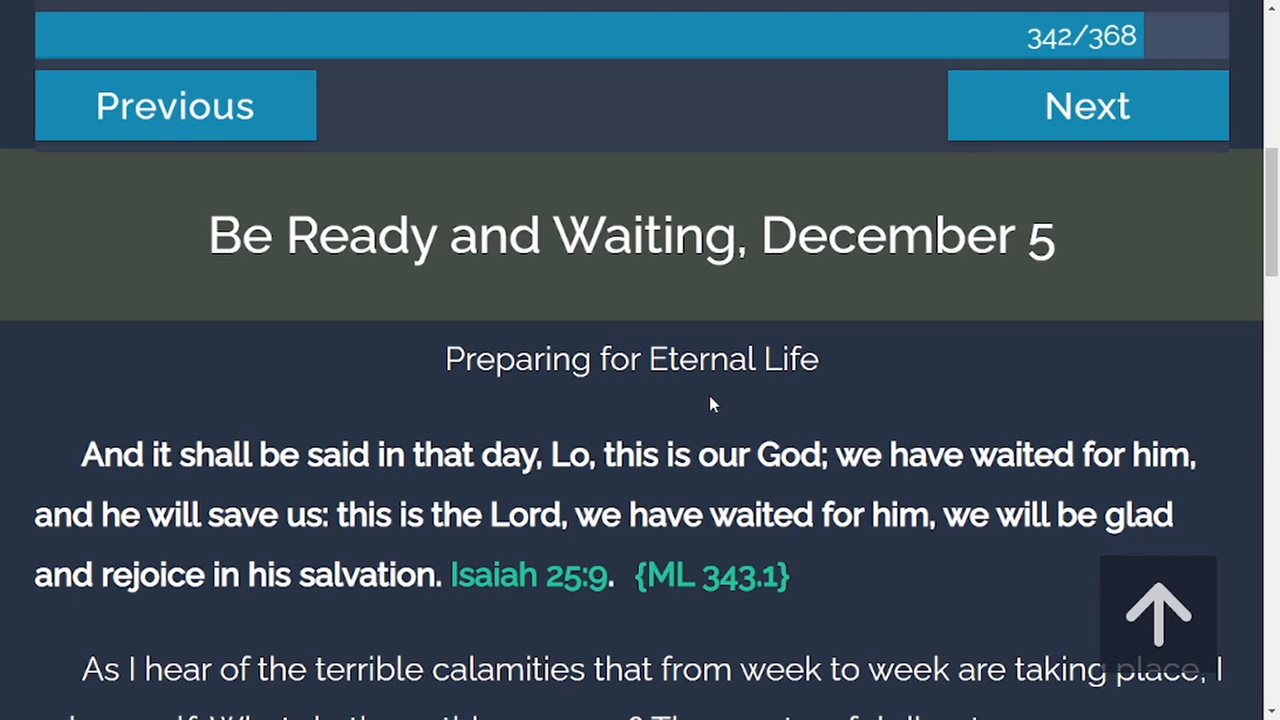 342/368
Previous
Next
Be Ready and Waiting, December 5
Preparing for Eternal Life
And it shall be said in that day, Lo, this is our God; we have waited for him,
and he will save us: this is the Lord, we have waited for him, we will be glad
and rejoice in his salvation. Isaiah 25:9. {ML 343.1}
As I hear of the terrible calamities that from week to week are taking place, I